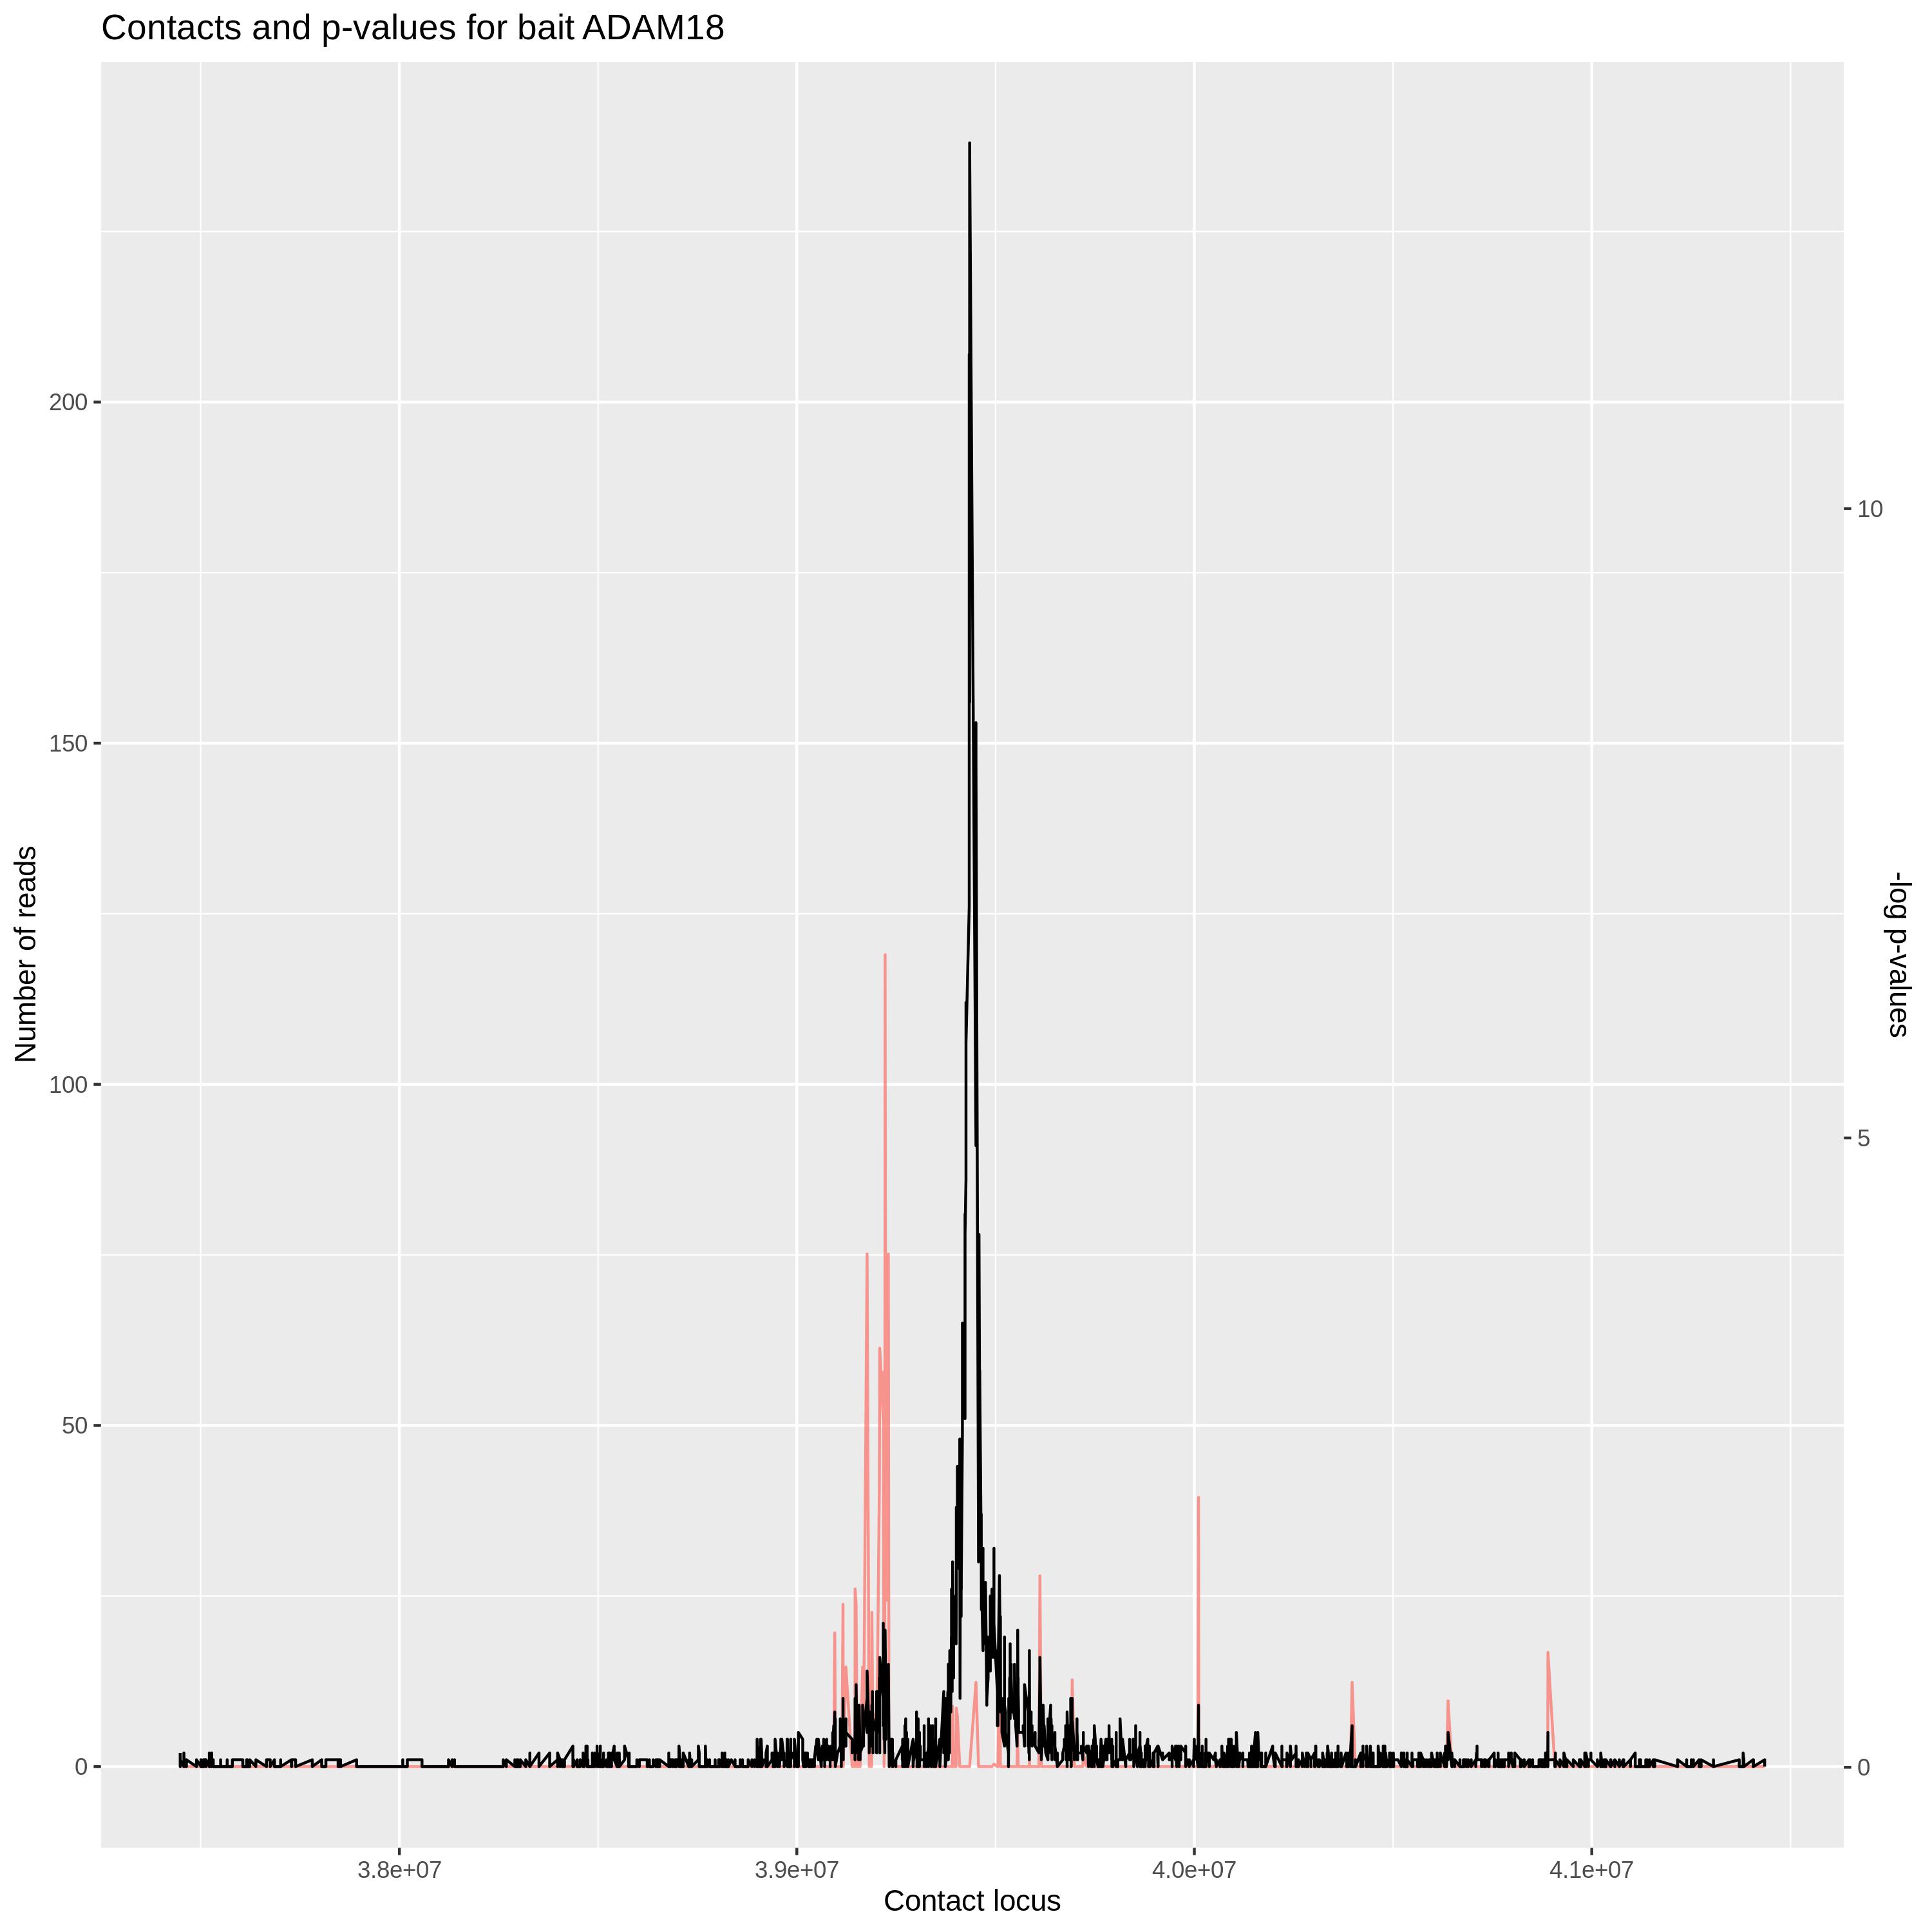 Contacts and p-values for bait ADAM18
Number of reads
200
150
100
50
0
10
5
0
-log p-values
3.8e+07
3.9e+07
4.0e+07
4.1e+07
Contact locus